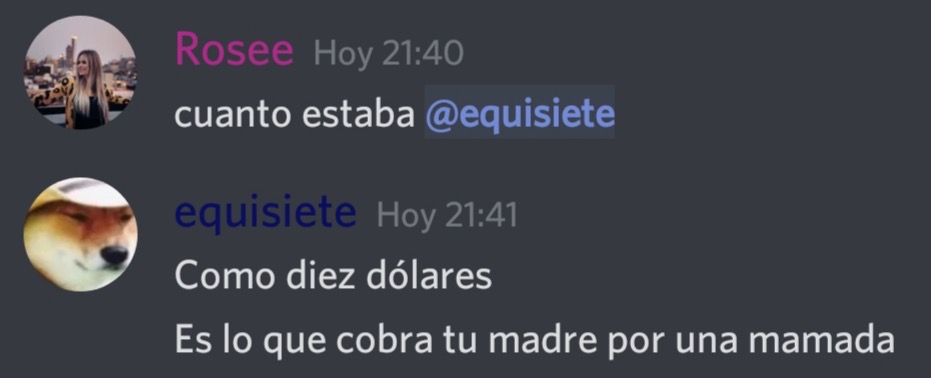 Rosee Hoy 21:40
cuanto estaba @equisiete
equisiete Hoy 21:41
Como diez dólares
Es lo que cobra tu madre por una mamada